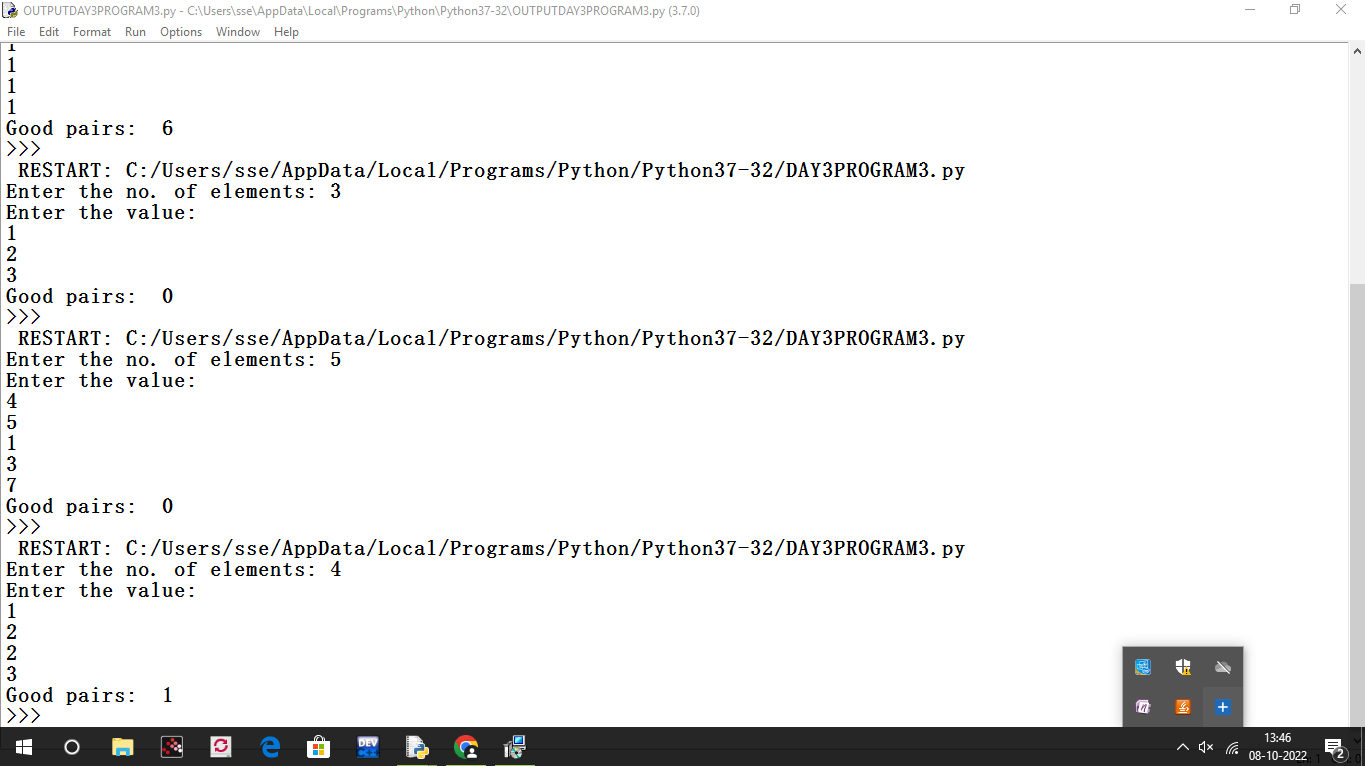 OUTPUTDAY3PROGRAM3.py - C:\Users\sse\AppData\Local\Programs\Python\Python37-32\OUTPUTDAY3PROGRAM3.py (3.7.0)
File Edit Format Run Options Window Help
1
1
1
1
Good pairs:  6
>>>
 RESTART: C:/Users/sse/AppData/Local/Programs/Python/Python37-32/DAY3PROGRAM3.py
Enter the no. of elements: 3
Enter the value:
1
2
3
Good pairs:  0
>>>
 RESTART: C:/Users/sse/AppData/Local/Programs/Python/Python37-32/DAY3PROGRAM3.py
Enter the no. of elements: 5
Enter the value:
4
5
1
3
7
Good pairs:  0
>>>
 RESTART: C:/Users/sse/AppData/Local/Programs/Python/Python37-32/DAY3PROGRAM3.py
Enter the no. of elements: 4
Enter the value:
1
2
2
3
Good pairs:  1
>>>
DEV
13:46
08-10-2022
2